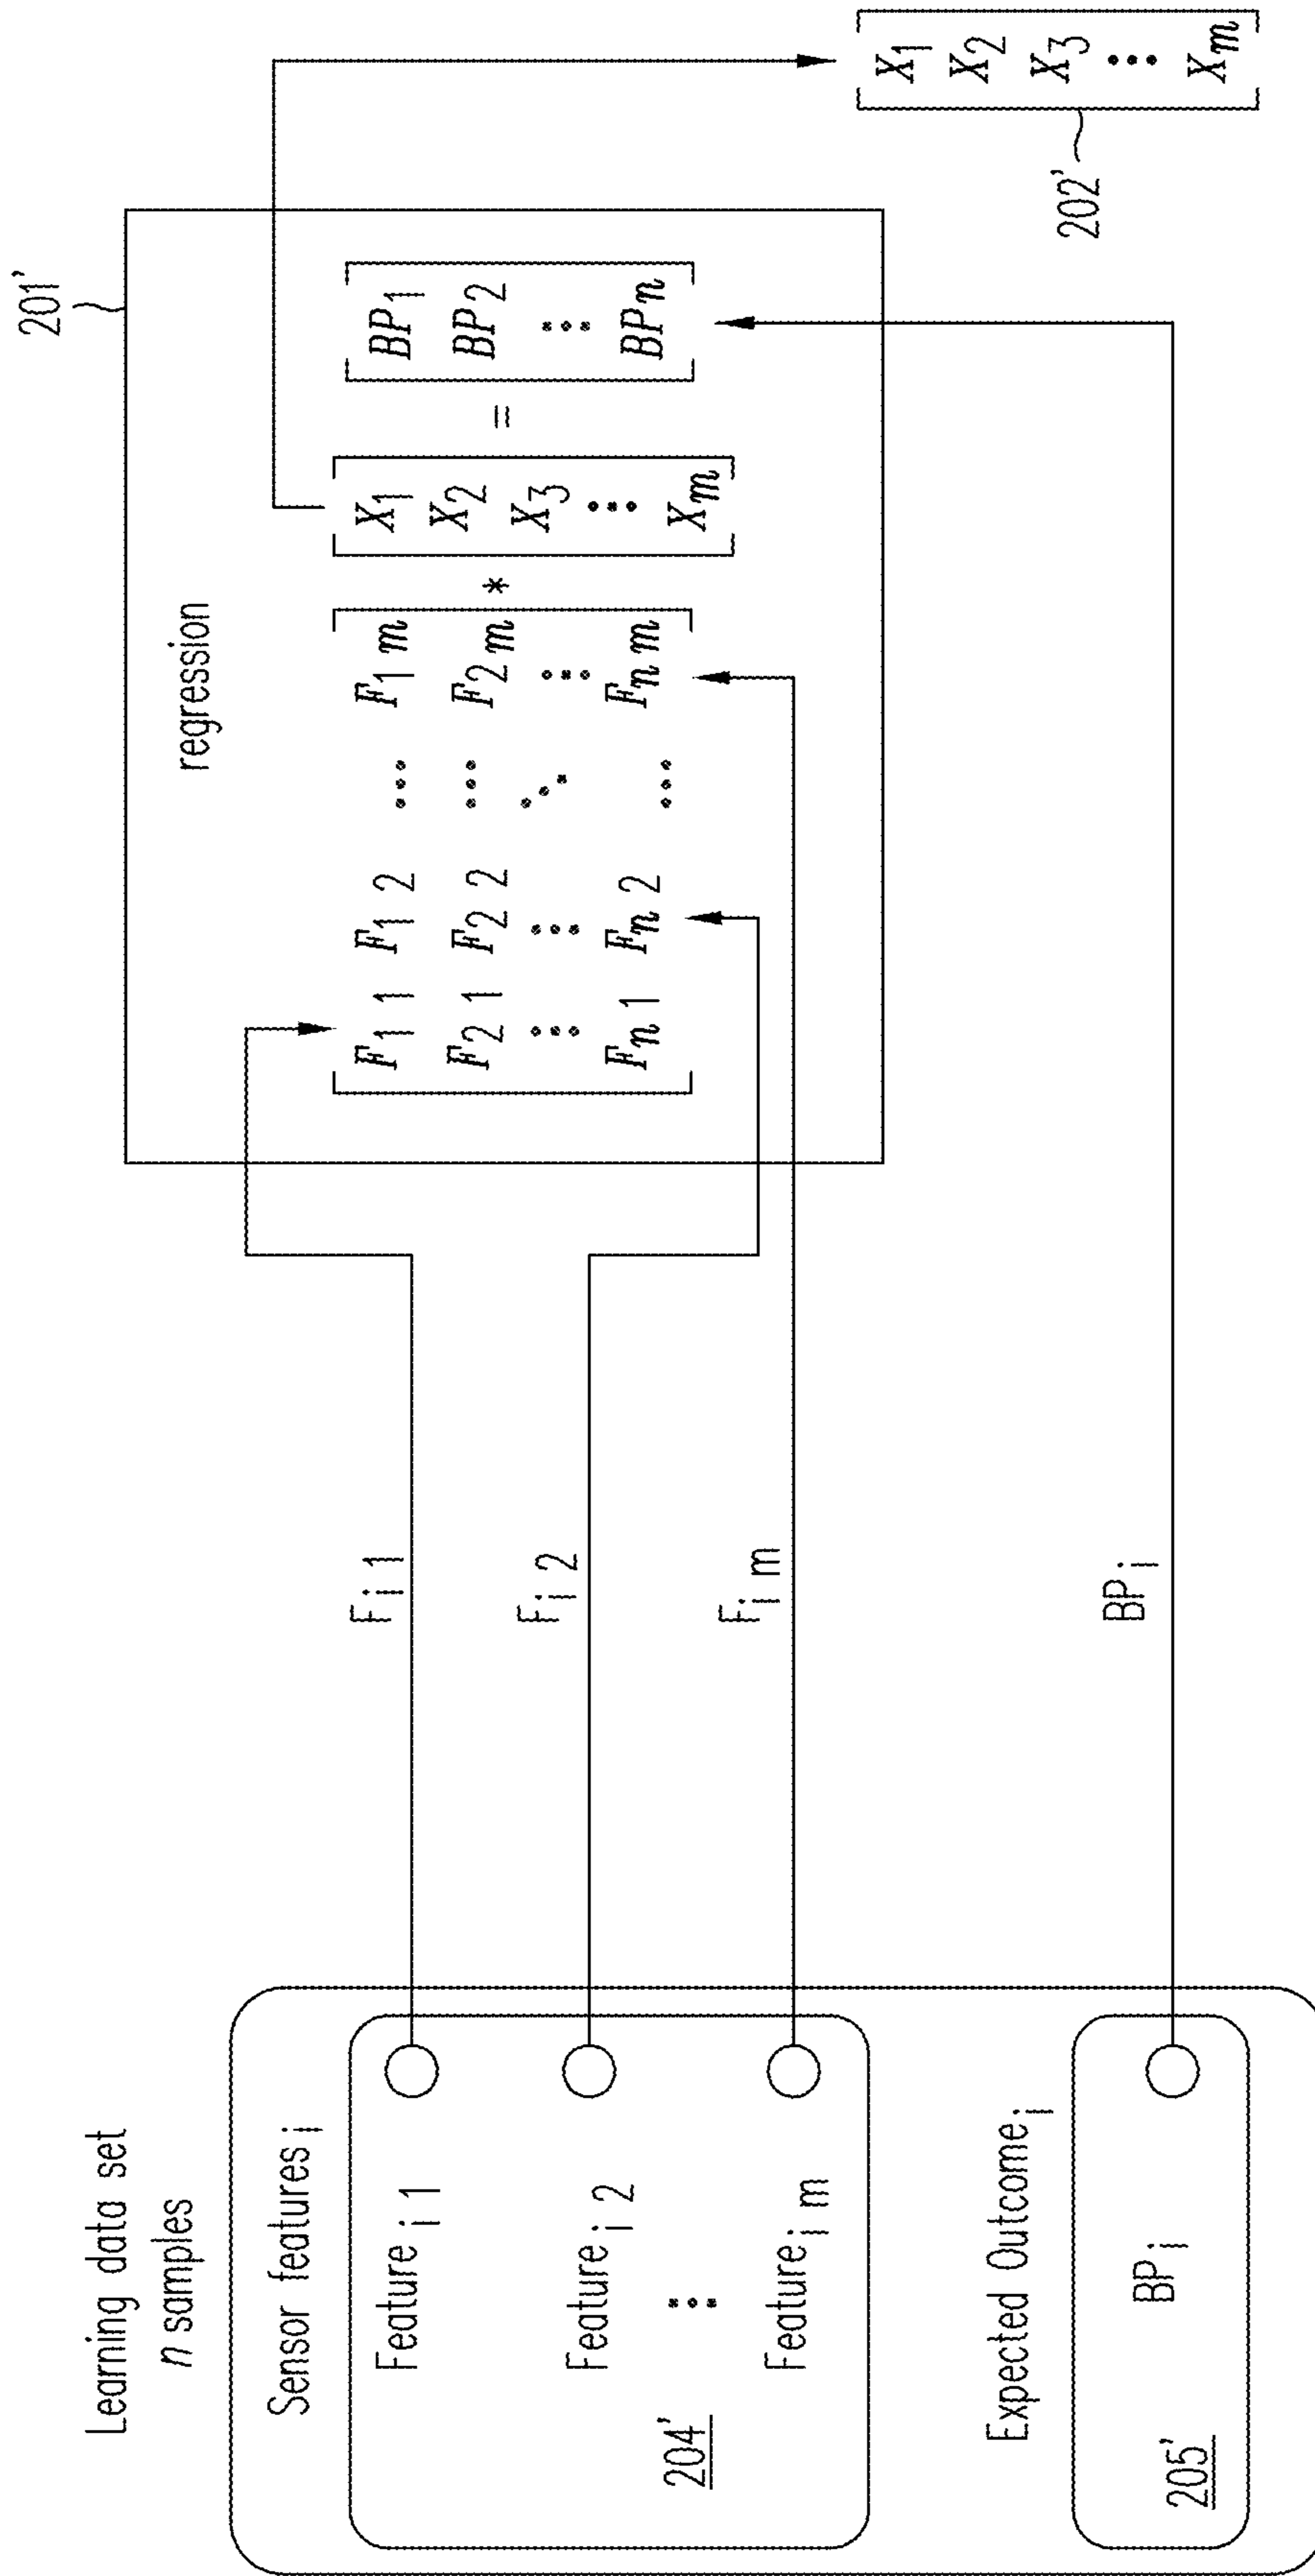 Learning data set
n samples
Sensor features i
Feature i 1
Feature i 2
⋮
Feature i m
204'
Expected Outcome i
BP i
205'
F i 1
F i 2
F i m
BP i
201'
regression
F1 1 F1 2 ... F1 m
F2 1 F2 2 ... F2 m
⋮ ⋮ ⋱ ⋮
Fn 1 Fn 2 ... Fn m
*
X1
X2
X3
⋮
Xm
=
BP1
BP2
⋮
BPn
202'
X1
X2
X3
⋮
Xm